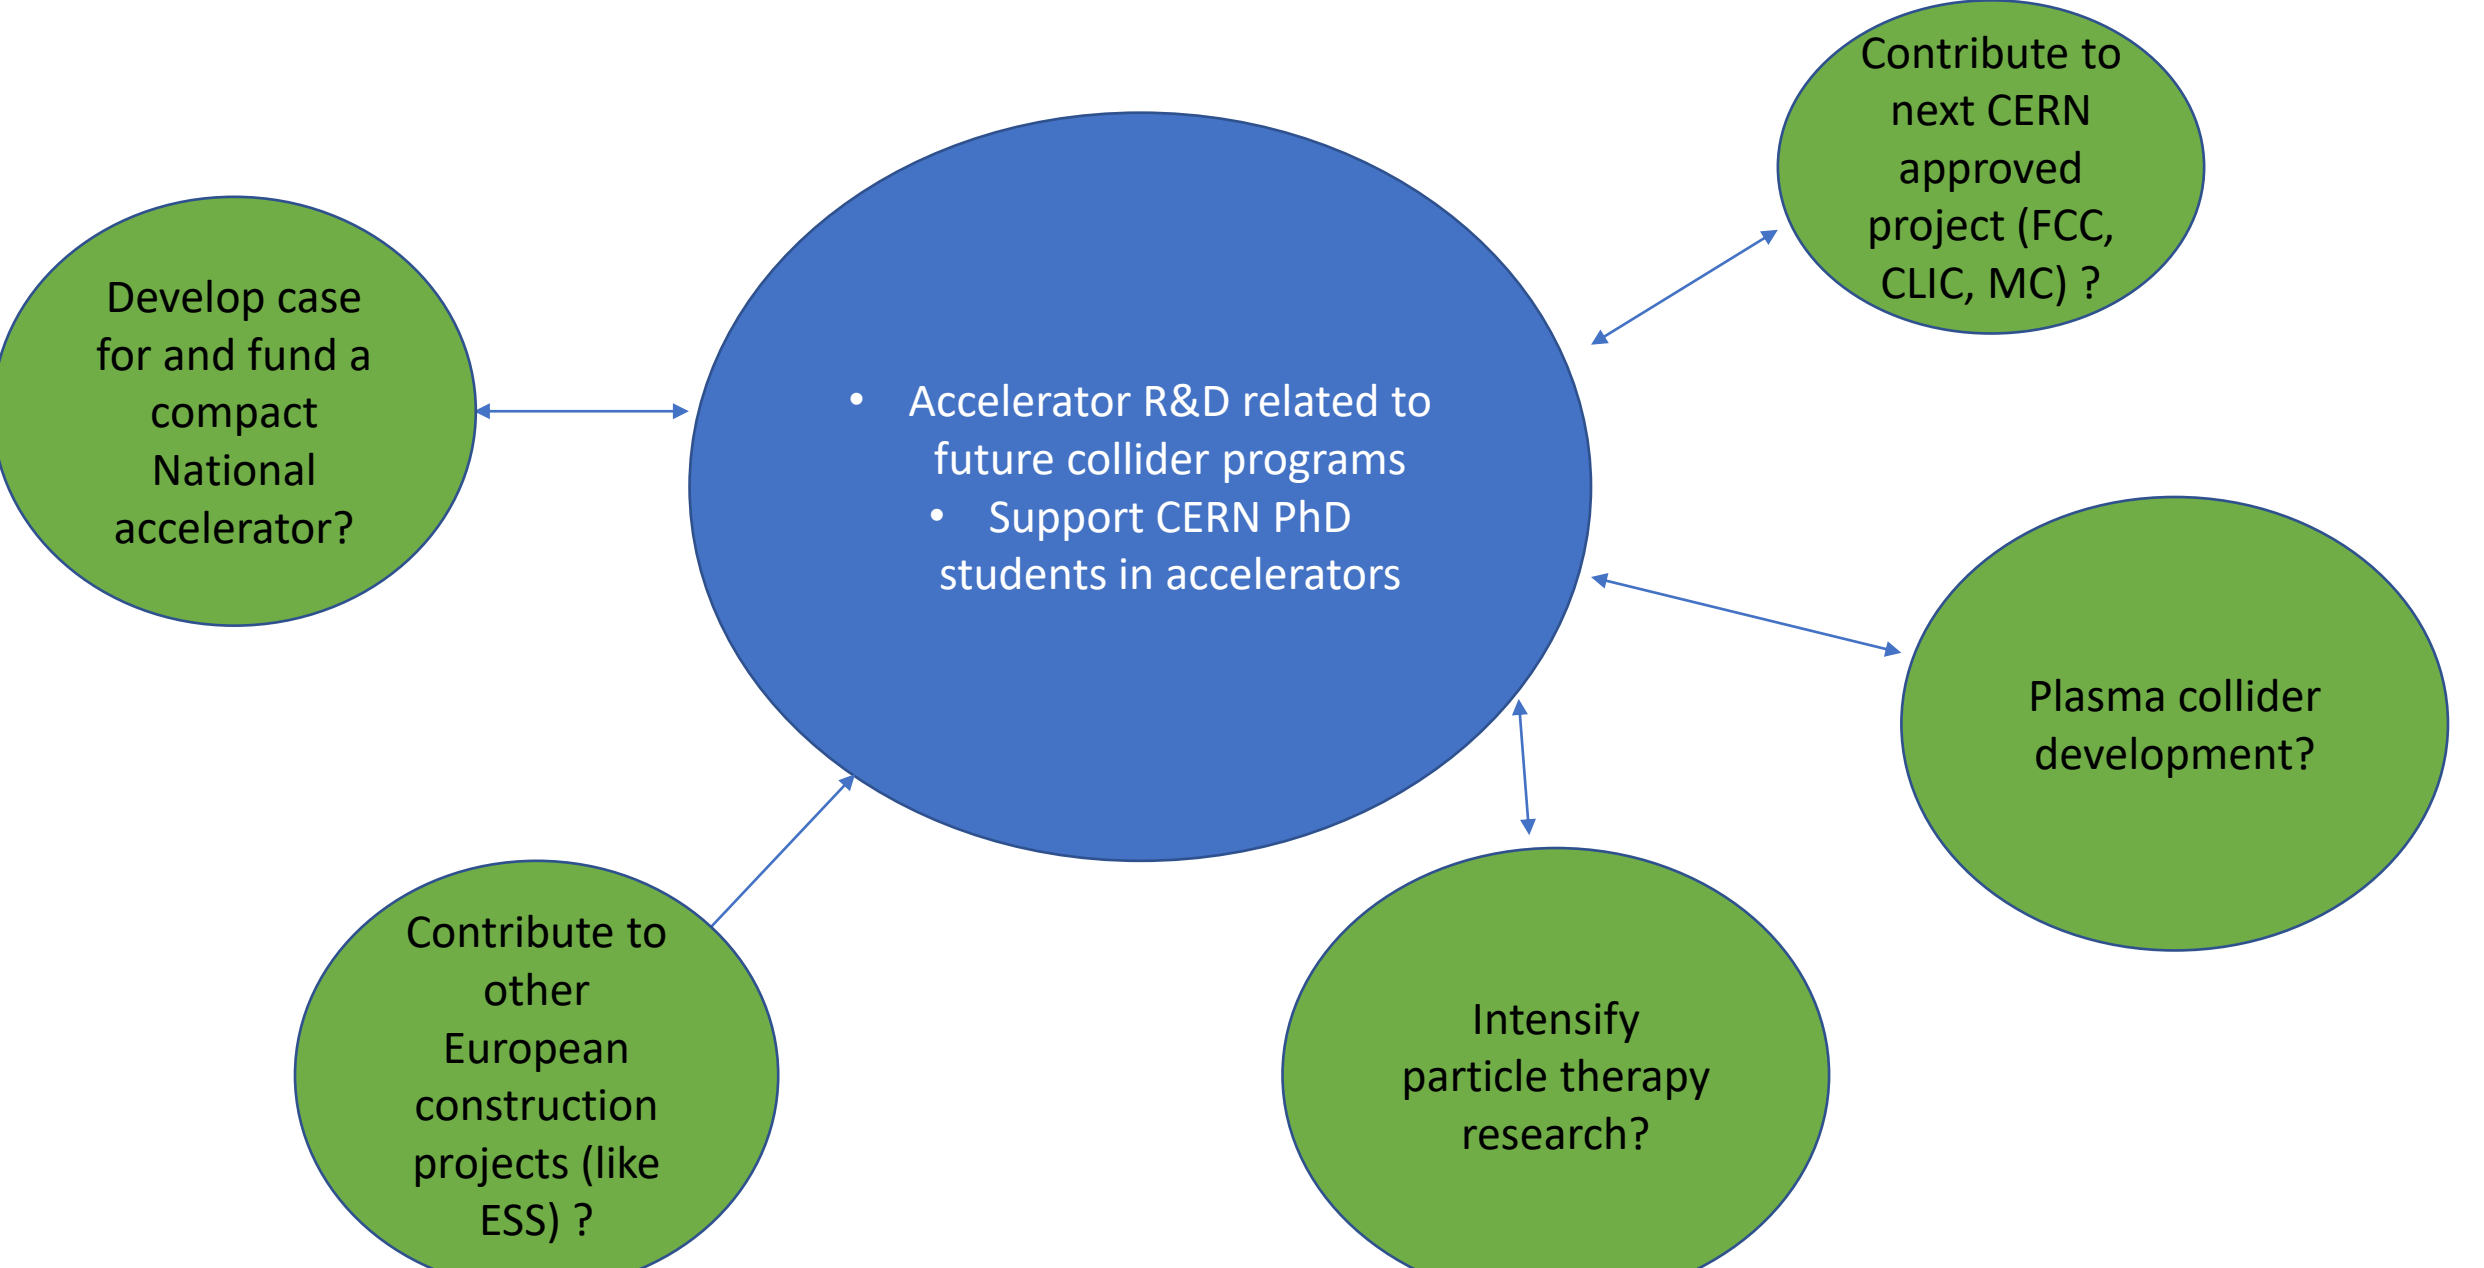 Contribute to
next CERN
approved
project (FCC,
CLIC, MC) ?
Develop case
for and fund a
compact
National
accelerator?
• Accelerator R&D related to
future collider programs
• Support CERN PhD
students in accelerators
Plasma collider
development?
Contribute to
other
European
construction
projects (like
ESS) ?
Intensify
particle therapy
research?